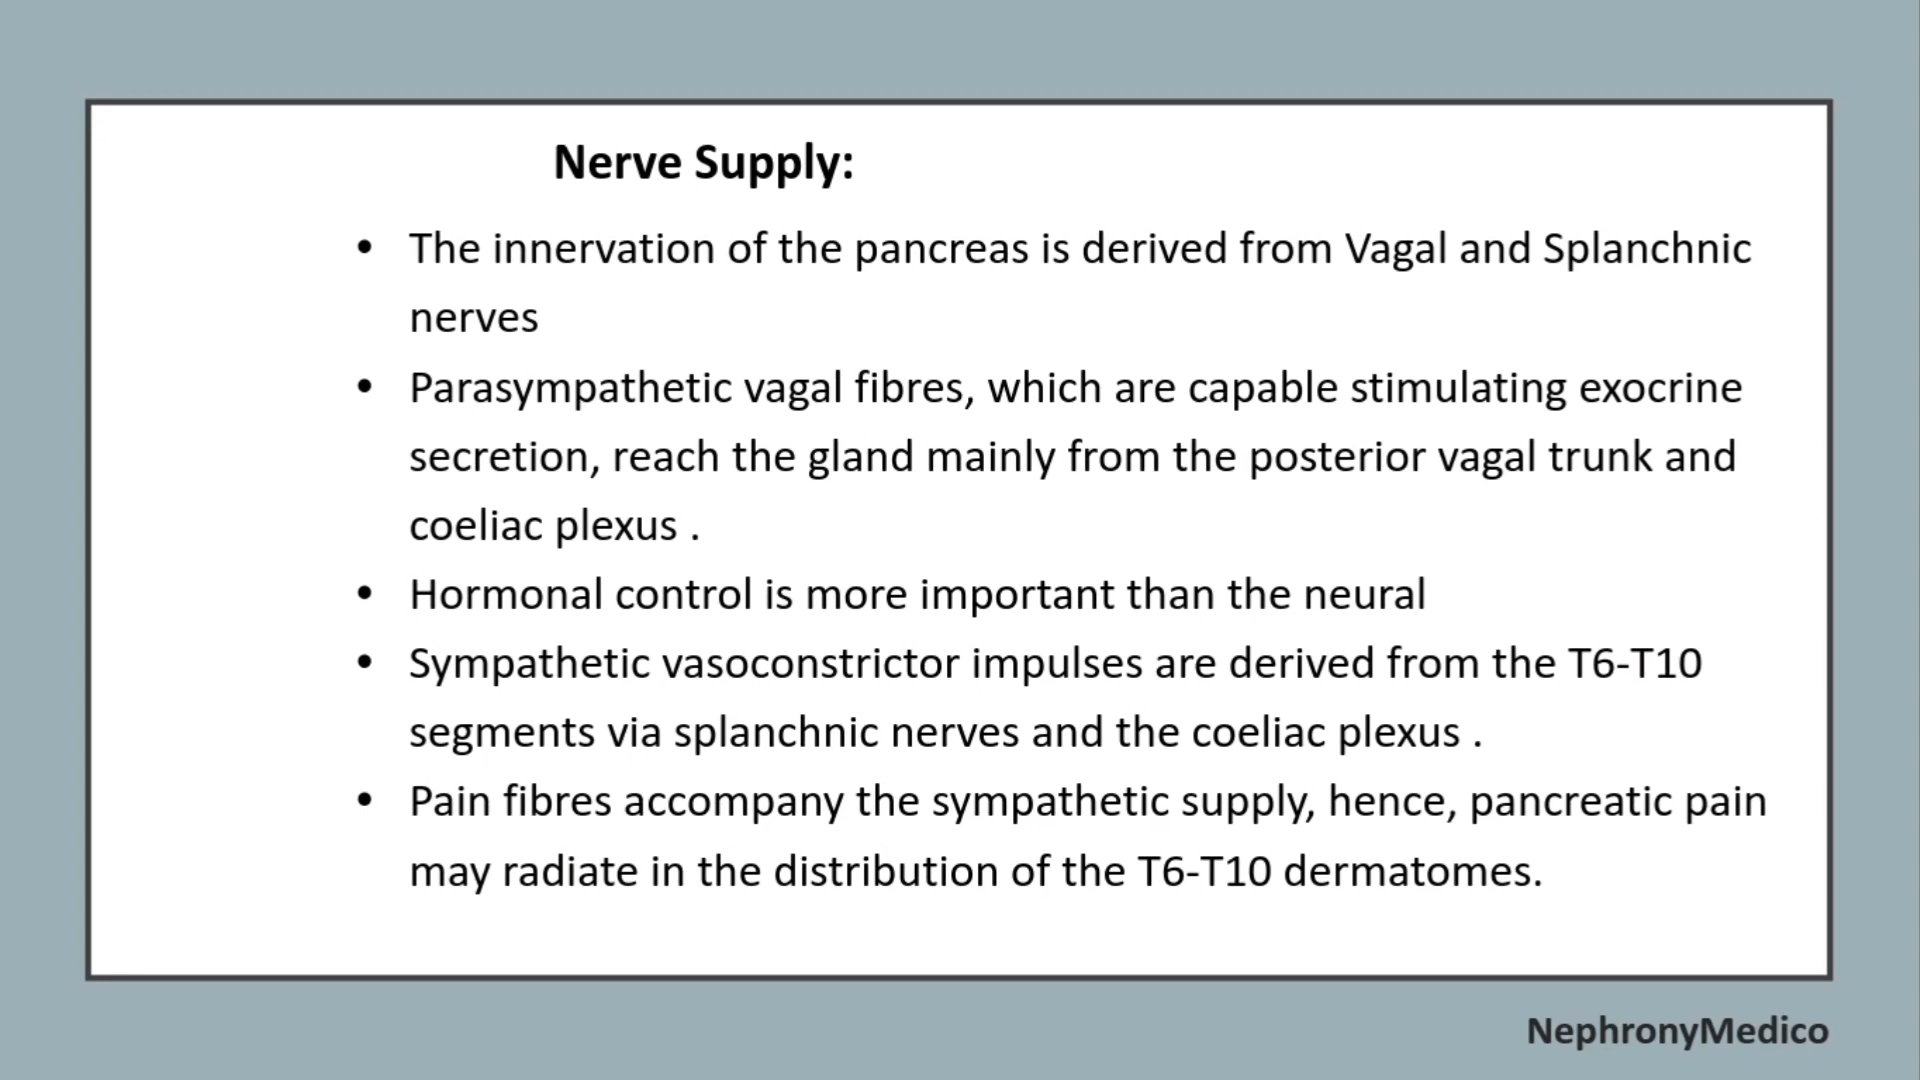 Nerve Supply:
• The innervation of the pancreas is derived from Vagal and Splanchnic
nerves
• Parasympathetic vagal fibres, which are capable stimulating exocrine
secretion, reach the gland mainly from the posterior vagal trunk and
coeliac plexus .
• Hormonal control is more important than the neural
• Sympathetic vasoconstrictor impulses are derived from the T6-T10
segments via splanchnic nerves and the coeliac plexus .
• Pain fibres accompany the sympathetic supply, hence, pancreatic pain
may radiate in the distribution of the T6-T10 dermatomes.
NephronyMedico